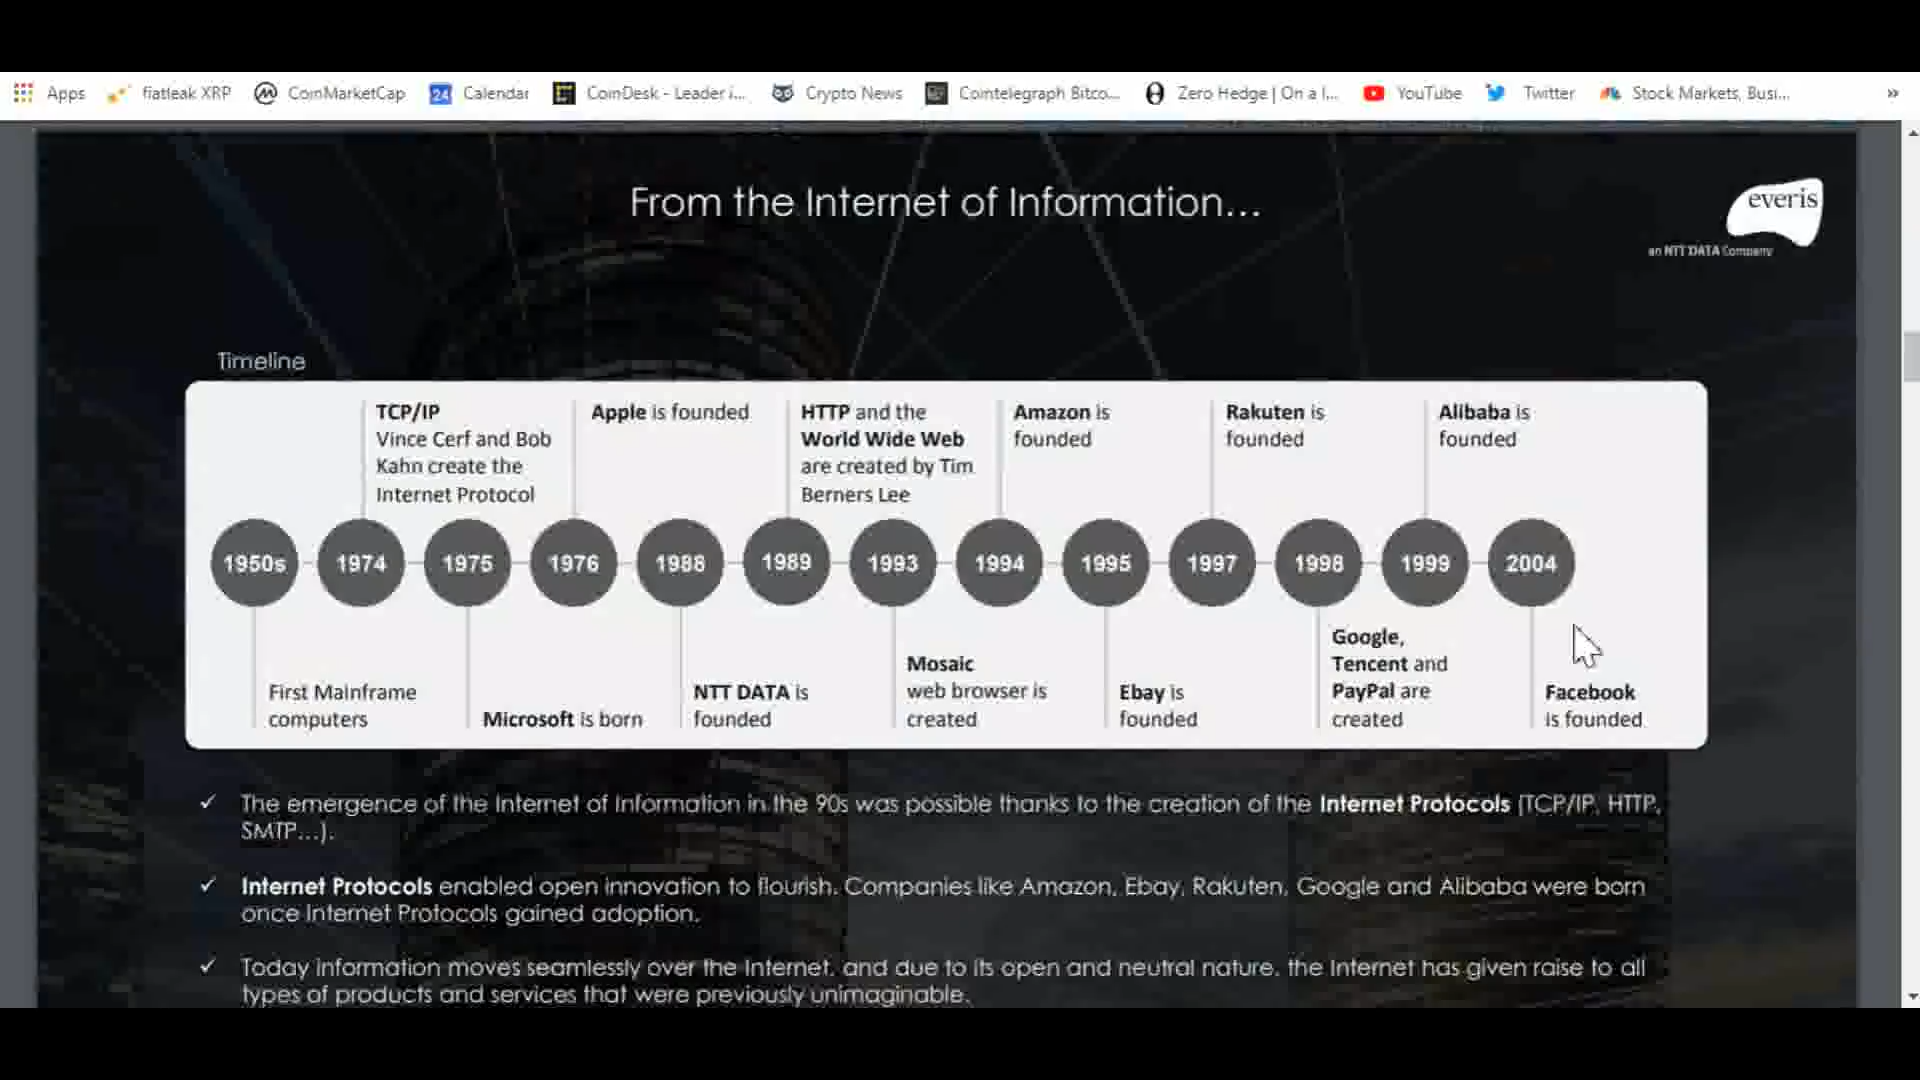 Apps fiatleak XRP CoinMarketCap 24 Calendar CoinDesk - Leader i... Crypto News Cointelegraph Bitco... Zero Hedge | On a l... YouTube Twitter Stock Markets, Busi... »
From the Internet of Information...
everis
an NTT DATA Company
Timeline
TCP/IP
Vince Cerf and Bob
Kahn create the
Internet Protocol
Apple is founded
HTTP and the
World Wide Web
are created by Tim
Berners Lee
Amazon is
founded
Rakuten is
founded
Alibaba is
founded
1950s 1974 1975 1976 1988 1989 1993 1994 1995 1997 1998 1999 2004
First Mainframe
computers
Microsoft is born
NTT DATA is
founded
Mosaic
web browser is
created
Ebay is
founded
Google,
Tencent and
PayPal are
created
Facebook
is founded
✓ The emergence of the Internet of Information in the 90s was possible thanks to the creation of the Internet Protocols (TCP/IP, HTTP,
SMTP...).
✓ Internet Protocols enabled open innovation to flourish. Companies like Amazon, Ebay, Rakuten, Google and Alibaba were born
once Internet Protocols gained adoption.
✓ Today information moves seamlessly over the Internet, and due to its open and neutral nature, the Internet has given raise to all
types of products and services that were previously unimaginable.